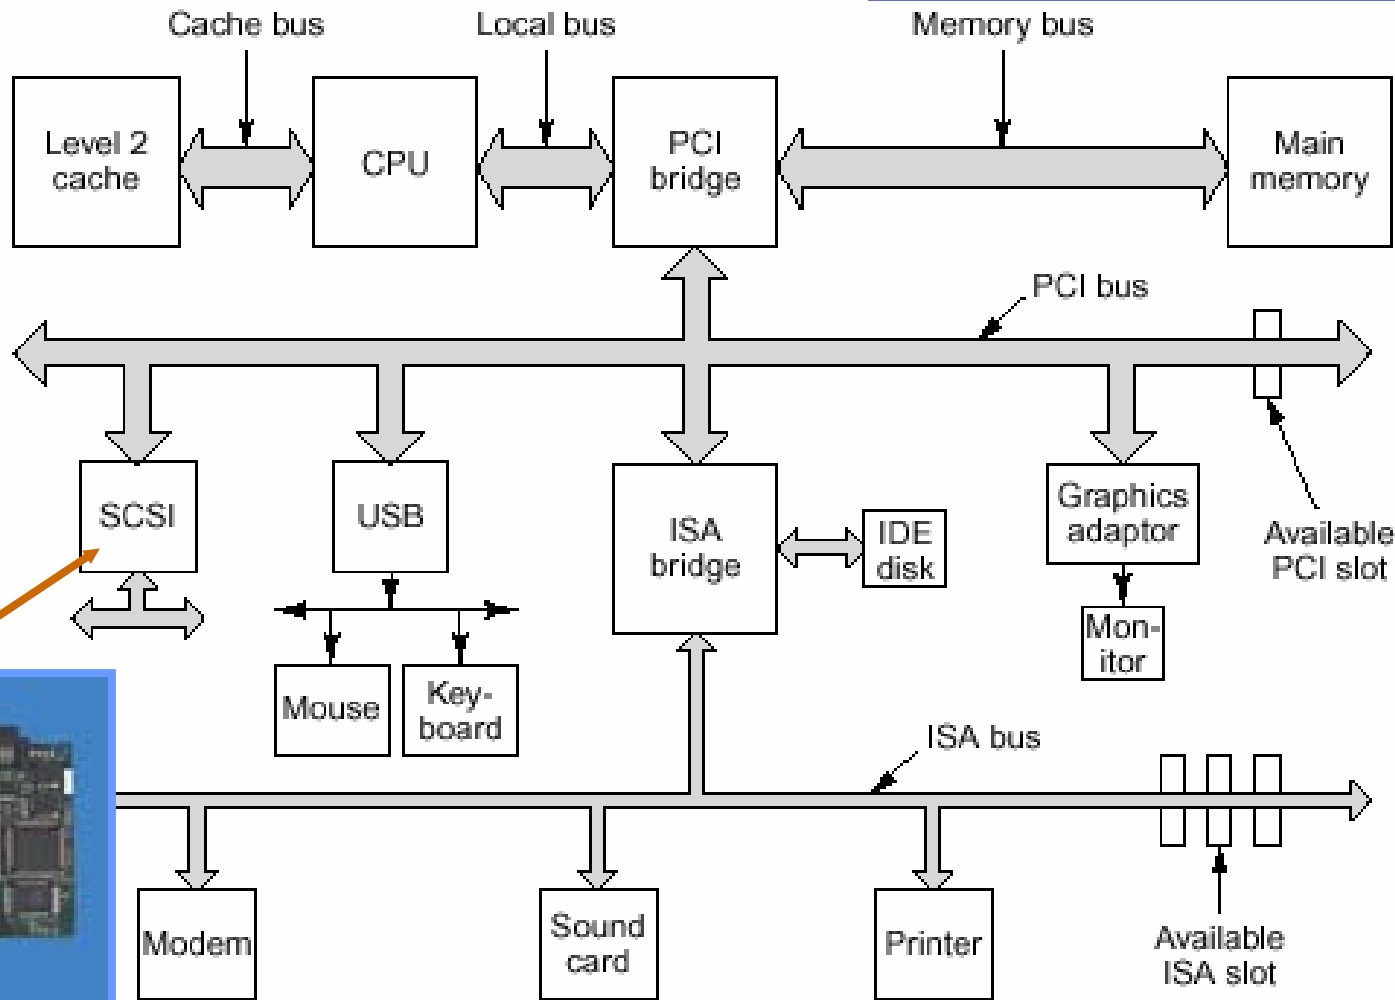 Cache bus
Local bus
Memory bus
Level 2
cache
CPU
PCI
bridge
Main
memory
PCI bus
SCSI
USB
ISA
bridge
IDE
disk
Graphics
adaptor
Available
PCI slot
Mon-
itor
Mouse
Key-
board
ISA bus
Modem
Sound
card
Printer
Available
ISA slot